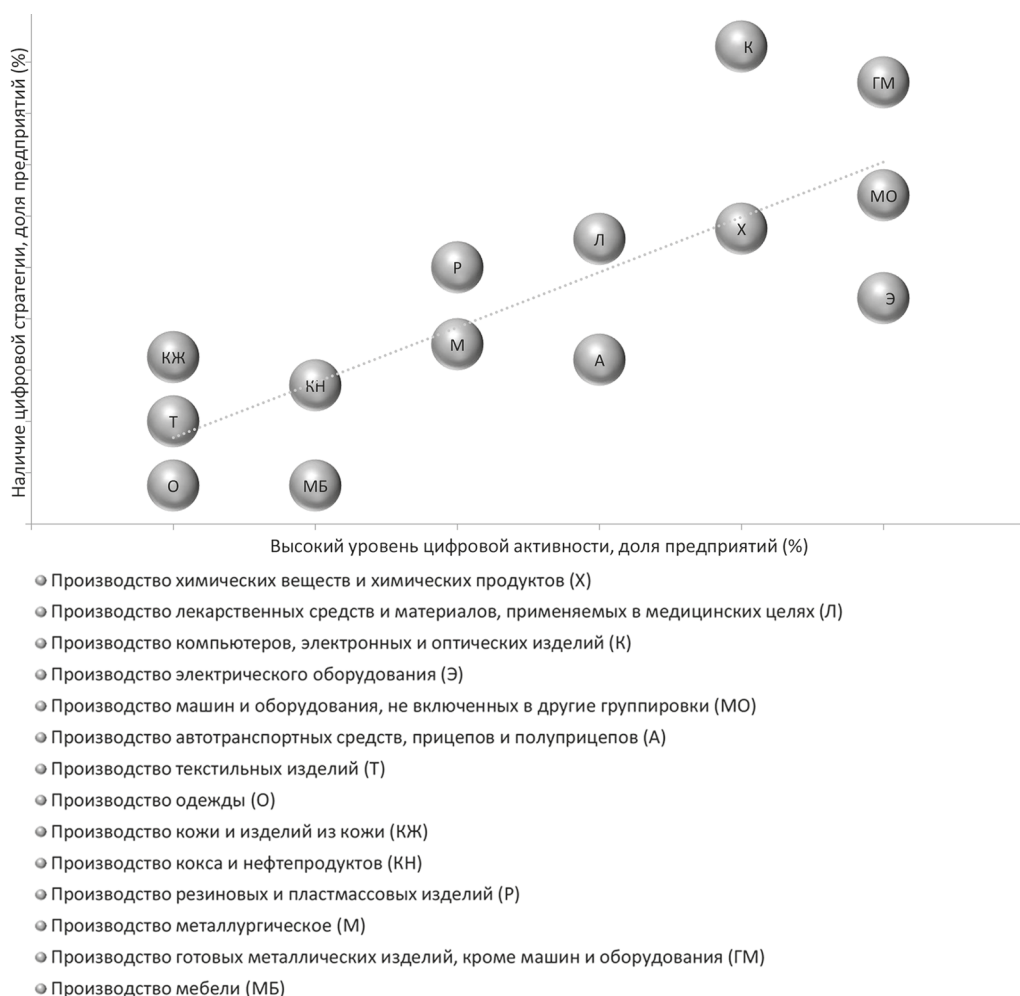 Наличие цифровой стратегии, доля предприятий (%)
К
ГМ
МО
Л
Х
Р
Э
М
КЖ
А
КН
Т
О
МБ
Высокий уровень цифровой активности, доля предприятий (%)
Производство химических веществ и химических продуктов (Х)
Производство лекарственных средств и материалов, применяемых в медицинских целях (Л)
Производство компьютеров, электронных и оптических изделий (К)
Производство электрического оборудования (Э)
Производство машин и оборудования, не включенных в другие группировки (МО)
Производство автотранспортных средств, прицепов и полуприцепов (А)
Производство текстильных изделий (Т)
Производство одежды (О)
Производство кожи и изделий из кожи (КЖ)
Производство кокса и нефтепродуктов (КН)
Производство резиновых и пластмассовых изделий (Р)
Производство металлургическое (М)
Производство готовых металлических изделий, кроме машин и оборудования (ГМ)
Производство мебели (МБ)